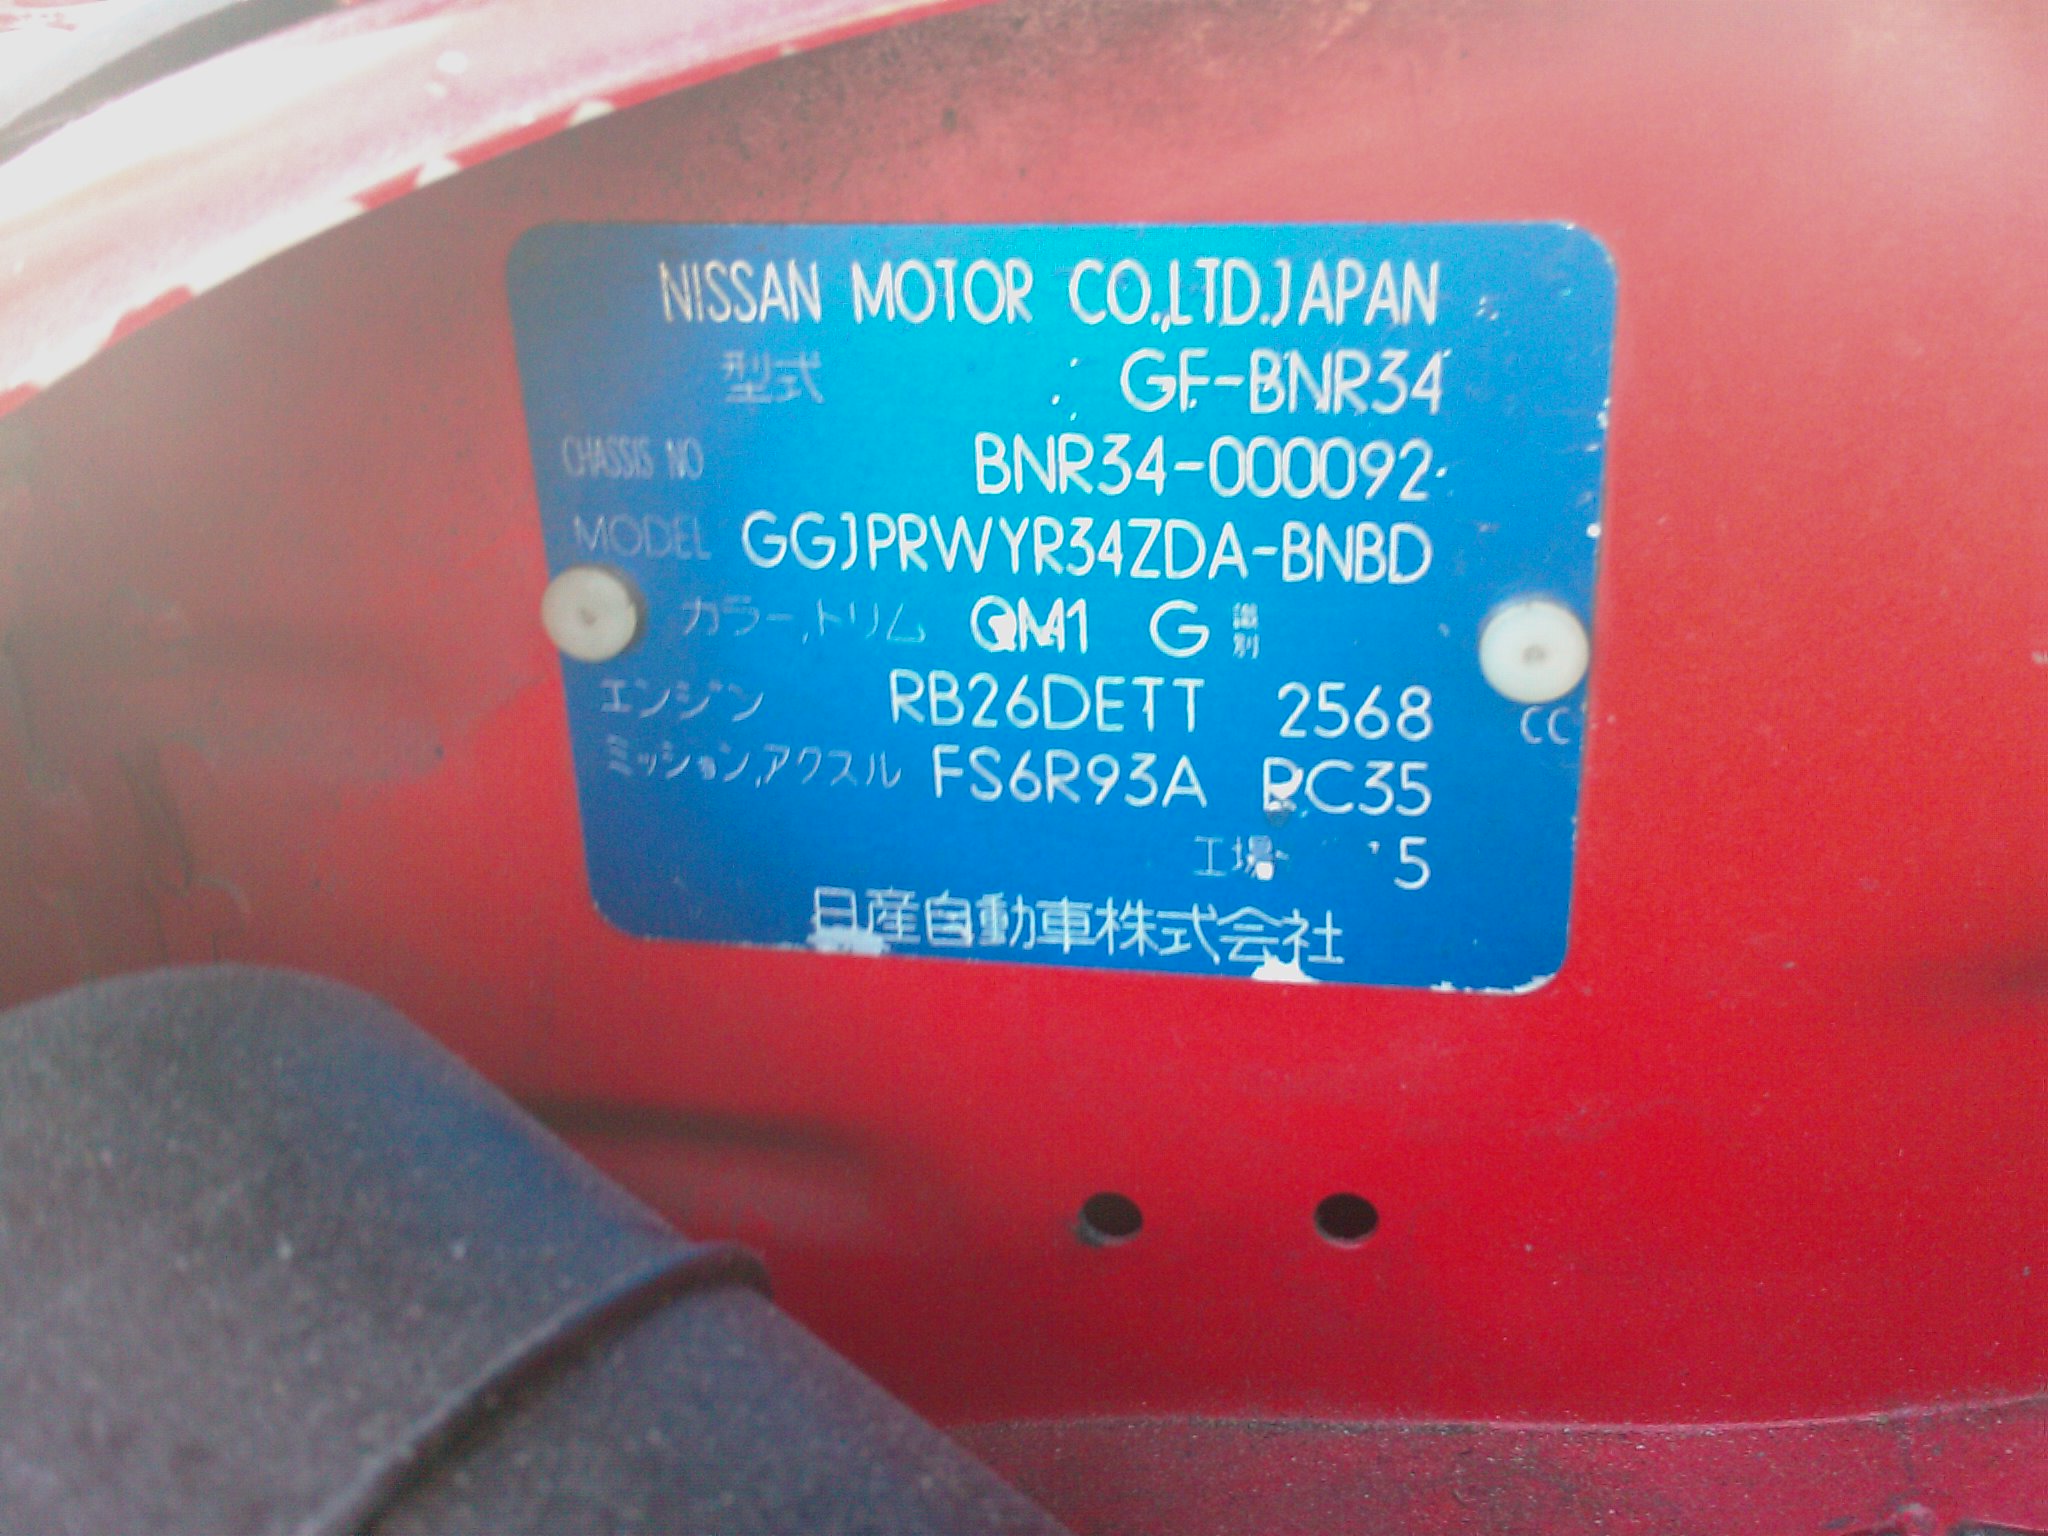 NISSAN MOTOR CO.,LTD.JAPAN
型式 GF-BNR34
CHASSIS NO BNR34-000092
MODEL GGJPRWYR34ZDA-BNBD
カラー,トリム QM1 G 識別
エンジン RB26DETT 2568 CC
ミッション,アクスル FS6R93A RC35
工場 5
日産自動車株式会社